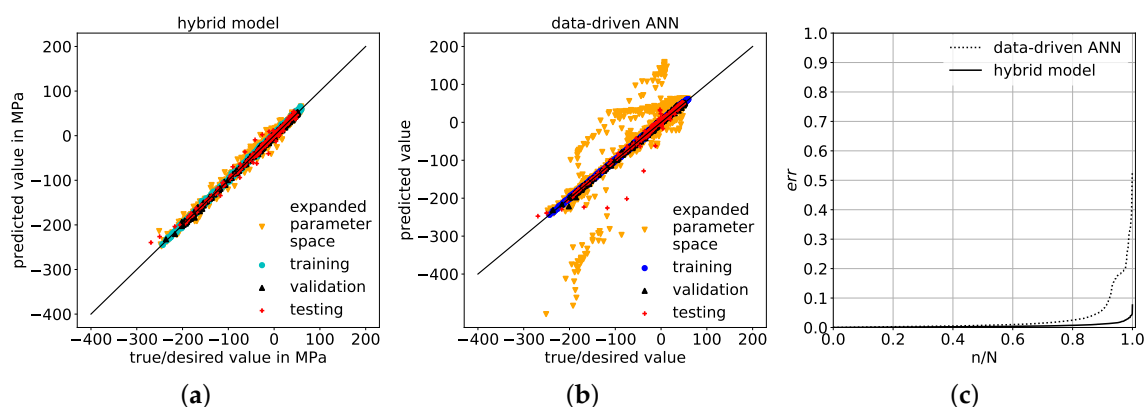 hybrid model
predicted value in MPa
200
100
0
−100
−200
−300
−400
expanded
parameter
space
training
validation
testing
−400 −300 −200 −100 0 100 200
true/desired value in MPa
(a)
data-driven ANN
predicted value
200
100
0
−100
−200
−300
−400
expanded
parameter
space
training
validation
testing
−400 −300 −200 −100 0 100 200
true/desired value
(b)
err
1.0
0.9
0.8
0.7
0.6
0.5
0.4
0.3
0.2
0.1
0.0
data-driven ANN
hybrid model
0.0 0.2 0.4 0.6 0.8 1.0
n/N
(c)